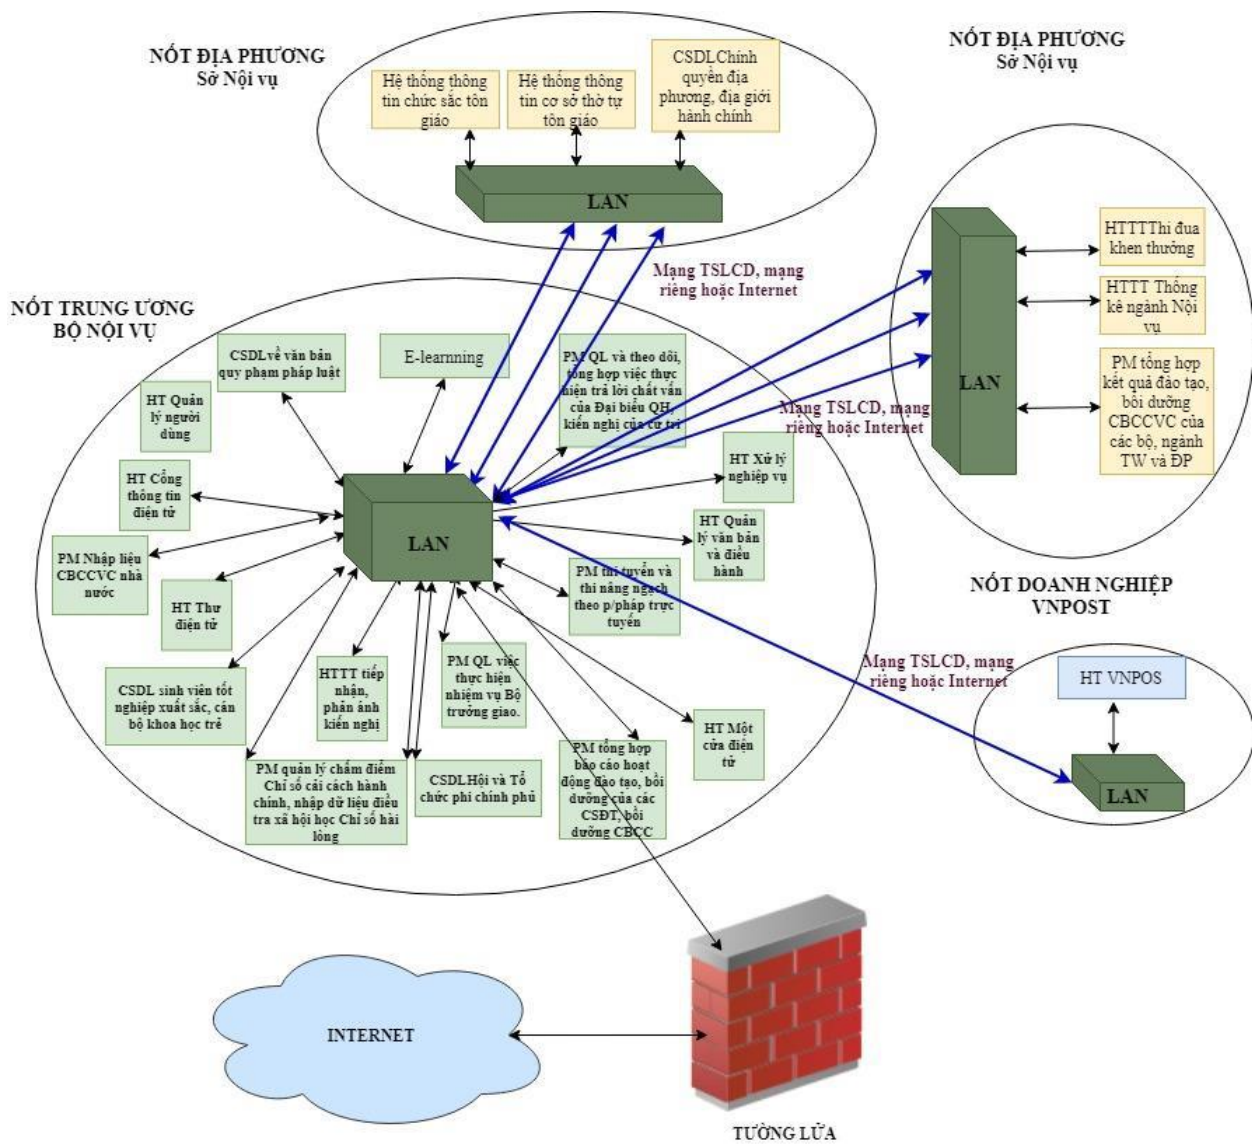 NỐT ĐỊA PHƯƠNG
Sở Nội vụ
Hệ thống thông
tin chức sắc tôn
giáo
Hệ thống thông
tin cơ sở thờ tự
tôn giáo
CSDLChính
quyền địa
phương, địa giới
hành chính
LAN
NỐT ĐỊA PHƯƠNG
Sở Nội vụ
LAN
HTTTThi đua
khen thưởng
HTTT Thống
kê ngành Nội
vụ
PM tổng hợp
kết quả đào tạo,
bồi dưỡng
CBCCVC của
các bộ, ngành
TW và ĐP
Mạng TSLCD, mạng
riêng hoặc Internet
Mạng TSLCD, mạng
riêng hoặc Internet
NỐT TRUNG ƯƠNG
BỘ NỘI VỤ
CSDL về văn bản
quy phạm pháp luật
E-learnning
PM QL và theo dõi,
tổng hợp việc thực
hiện trả lời chất vấn
của Đại biểu QH,
kiến nghị của cử tri
HT Quản
lý người
dùng
HT Xử lý
nghiệp vụ
HT Cổng
thông tin
điện tử
LAN
HT Quản
lý văn bản
và điều
hành
PM Nhập liệu
CBCCVC nhà
nước
PM thi tuyển và
thi nâng ngạch
theo p/pháp trực
tuyến
HT Thư
điện tử
CSDL sinh viên tốt
nghiệp xuất sắc, cán
bộ khoa học trẻ
HTTT tiếp
nhận,
phản ánh
kiến nghị
PM QL việc
thực hiện
nhiệm vụ Bộ
trưởng giao.
HT Một
cửa điện
tử
PM quản lý chấm điểm
Chỉ số cải cách hành
chính, nhập dữ liệu điều
tra xã hội học Chỉ số hài
lòng
CSDLHội và Tổ
chức phi chính phủ
PM tổng hợp
báo cáo hoạt
động đào tạo, bồi
dưỡng của các
CSĐT, bồi
dưỡng CBCC
NỐT DOANH NGHIỆP
VNPOST
Mạng TSLCD, mạng
riêng hoặc Internet
HT VNPOS
LAN
INTERNET
TƯỜNG LỬA